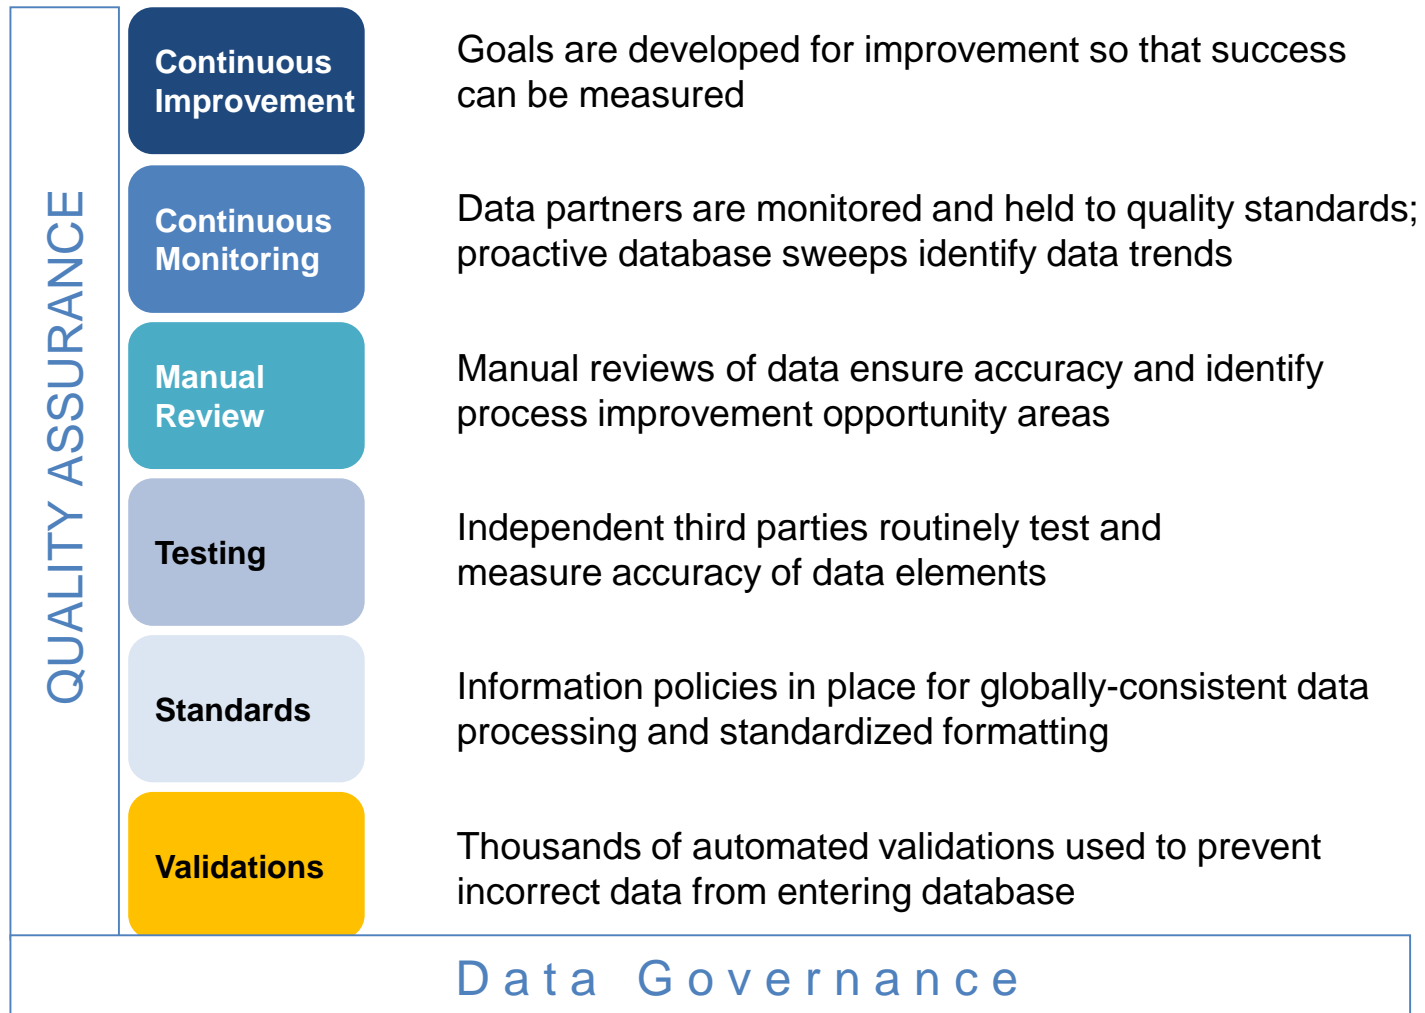 QUALITY ASSURANCE
Continuous
Improvement
Goals are developed for improvement so that success
can be measured
Continuous
Monitoring
Data partners are monitored and held to quality standards;
proactive database sweeps identify data trends
Manual
Review
Manual reviews of data ensure accuracy and identify
process improvement opportunity areas
Testing
Independent third parties routinely test and
measure accuracy of data elements
Standards
Information policies in place for globally-consistent data
processing and standardized formatting
Validations
Thousands of automated validations used to prevent
incorrect data from entering database
Data Governance